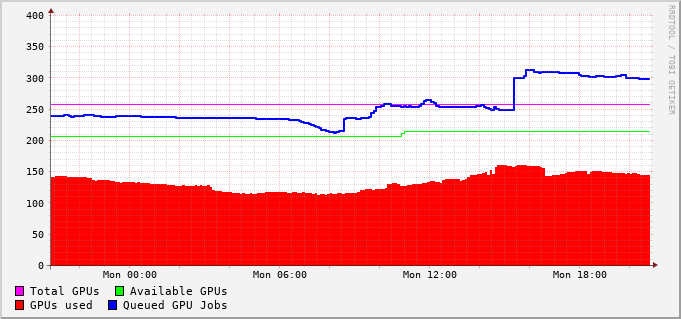 400
350
300
250
200
150
100
50
0
Mon 00:00 Mon 06:00 Mon 12:00 Mon 18:00
Total GPUs Available GPUs
GPUs used Queued GPU Jobs
RRDTOOL / TOBI OETIKER